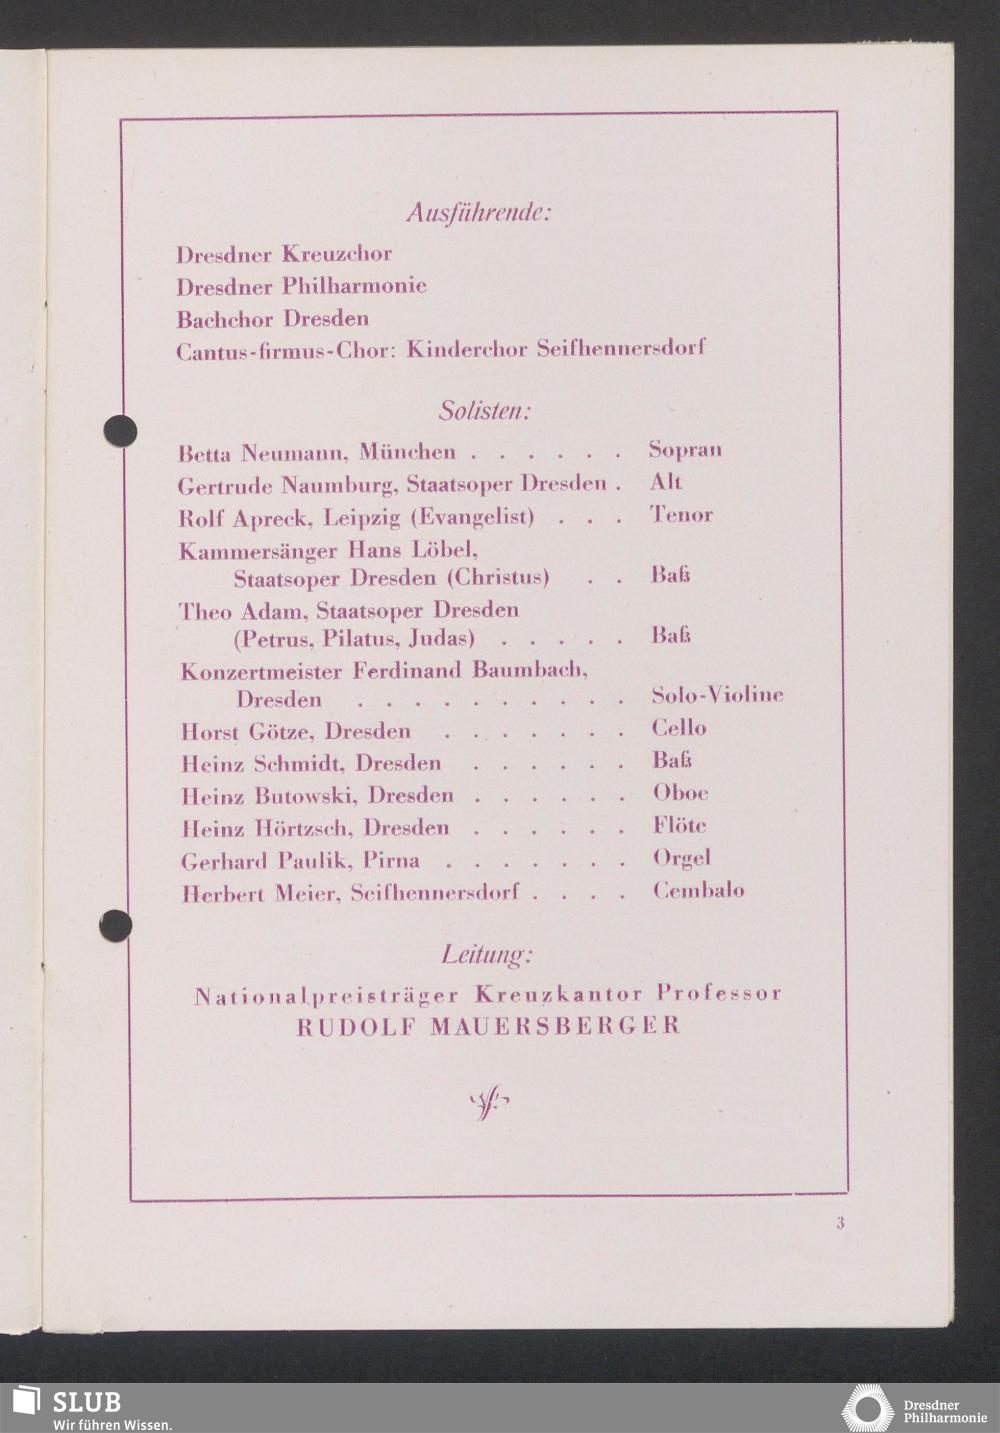 Ausführende:
Dresdner Kreuzchor
Dresdner Philharmonie
Bachchor Dresden
Cantus-firmus-Chor: Kinderchor Seifhennersdorf
Solisten:
Betta Neumann, München . . . . . . Sopran
Gertrude Naumburg, Staatsoper Dresden . Alt
Rolf Apreck, Leipzig (Evangelist) . . . Tenor
Kammersänger Hans Löbel,
Staatsoper Dresden (Christus) . . Baß
Theo Adam, Staatsoper Dresden
(Petrus, Pilatus, Judas) . . . . . Baß
Konzertmeister Ferdinand Baumbach,
Dresden . . . . . . . . . . Solo-Violine
Horst Götze, Dresden . . . . . . . Cello
Heinz Schmidt, Dresden . . . . . . Baß
Heinz Butowski, Dresden . . . . . . Oboe
Heinz Hörtzsch, Dresden . . . . . . Flöte
Gerhard Paulik, Pirna . . . . . . . Orgel
Herbert Meier, Seifhennersdorf . . . . Cembalo
Leitung:
Nationalpreisträger Kreuzkantor Professor
RUDOLF MAUERSBERGER
3
SLUB
Wir führen Wissen.
Dresdner
Philharmonie